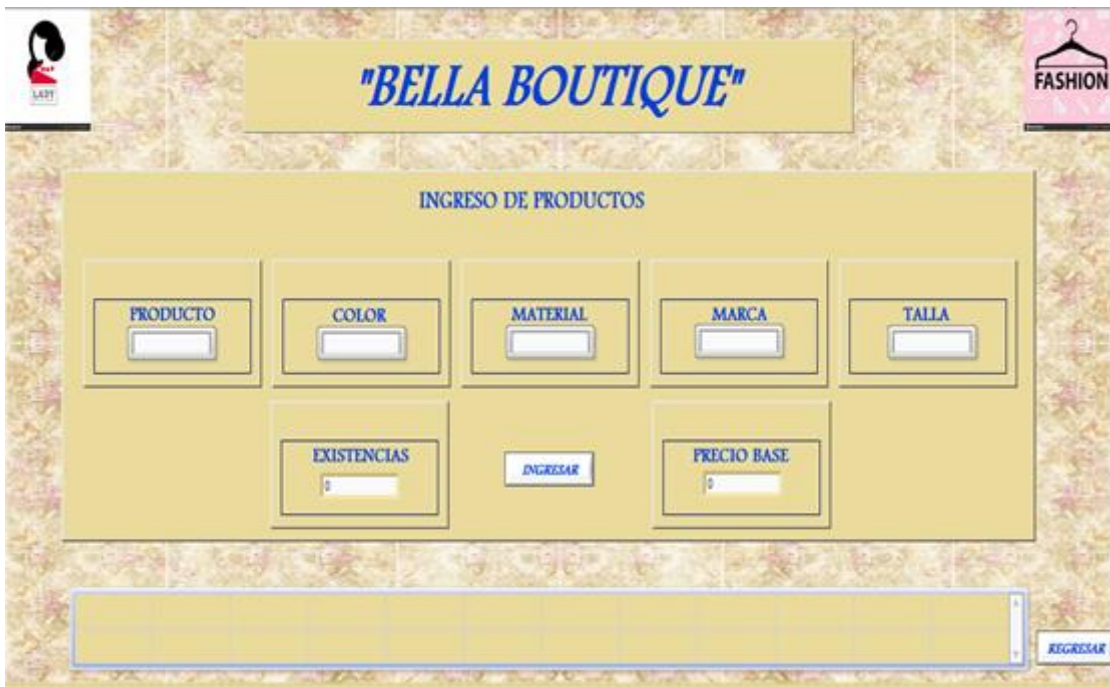 LADY
"BELLA BOUTIQUE"
FASHION
INGRESO DE PRODUCTOS
PRODUCTO
COLOR
MATERIAL
MARCA
TALLA
EXISTENCIAS
0
INGRESAR
PRECIO BASE
0
REGRESAR